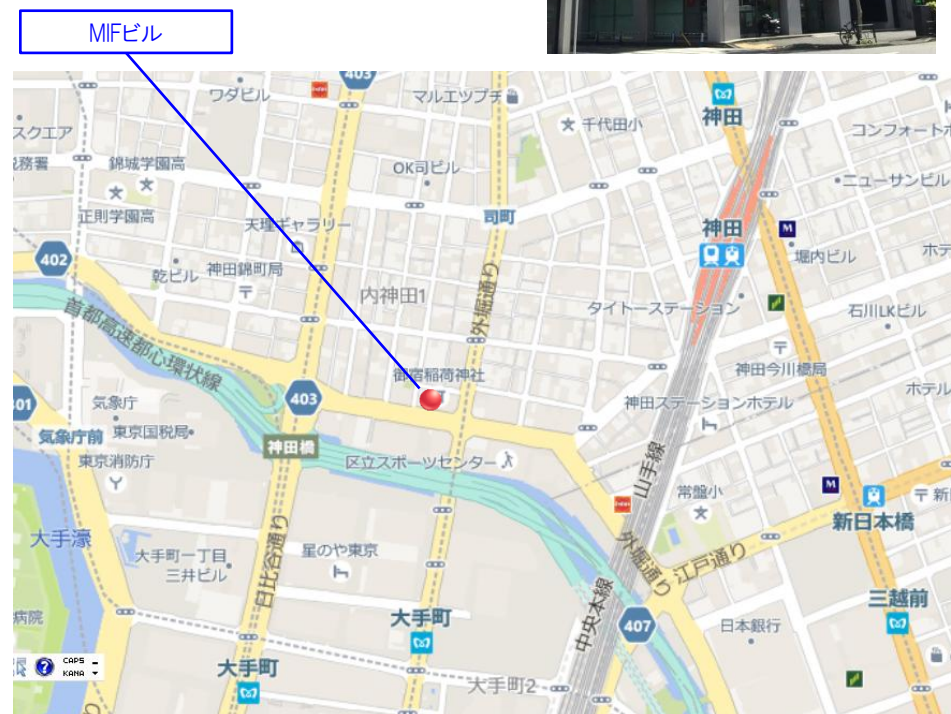 MIFビル
403
ワダビル
マルエツプチ
神田
スクエア
千代田小
コンフォート
税務署
錦城学園高
OK司ビル
ニューサンビル
正則学園高
天理ギャラリー
司町
神田
402
乾ビル
神田錦町局
堀内ビル
ホテ
内神田1
外堀通り
タイトーステーション
石川LKビル
首都高速都心環状線
御宿稲荷神社
神田今川橋局
401
気象庁
403
神田ステーションホテル
ホテル
気象庁前
東京国税局
神田橋
山手線
東京消防庁
区立スポーツセンター
常盤小
新
新日本橋
大手濠
日比谷通り
大手町一丁目
三井ビル
星のや東京
外堀通り
江戸通り
病院
大手町
中央本線
407
日本銀行
三越前
CAPS
KANA
大手町
大手町2